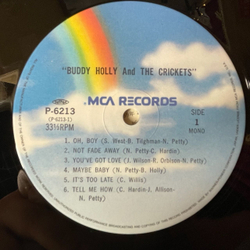 "BUDDY HOLLY And THE CRICKETS"
P-6213
(P-6213-1)
33⅓RPM
MCA RECORDS
SIDE
1
MONO
1. OH, BOY (S. West-B. Tilghman-N. Petty)
2. NOT FADE AWAY (N. Petty-C. Hardin)
3. YOU'VE GOT LOVE (J. Wilson-R. Orbison-N. Petty)
4. MAYBE BABY (N. Petty-B. Holly)
5. IT'S TOO LATE (C. Willis)
6. TELL ME HOW (C. Hardin-J. Allison-
N. Petty)